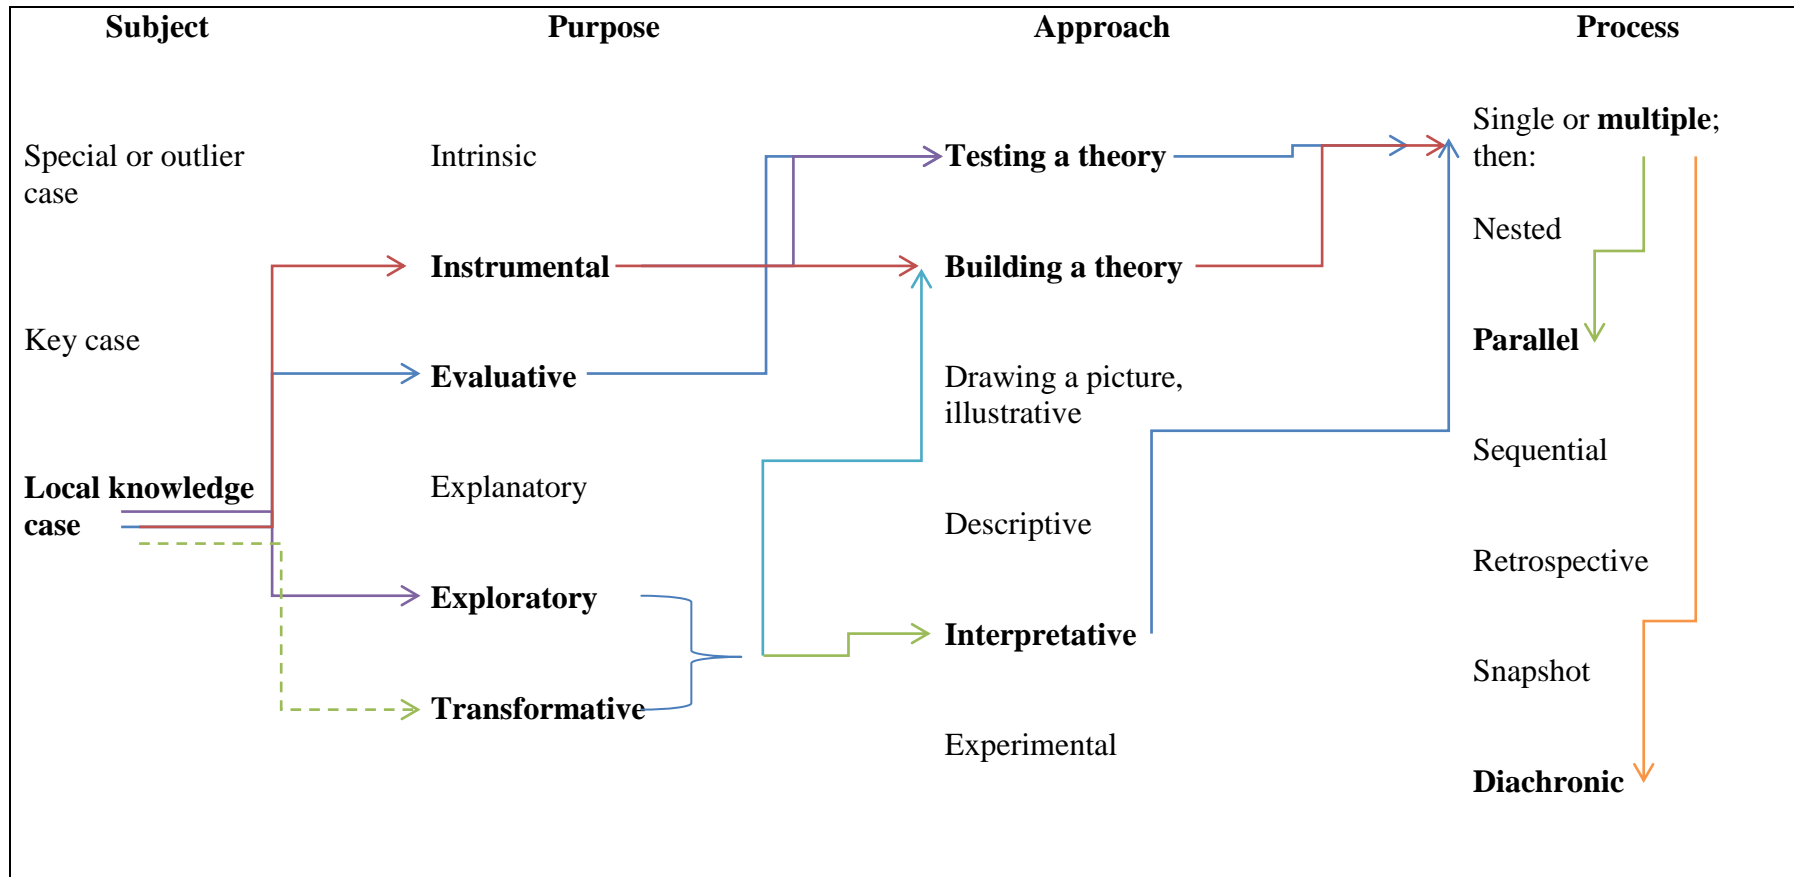 Subject
Purpose
Approach
Process
Special or outlier
case
Key case
Local knowledge
case
Intrinsic
Instrumental
Evaluative
Explanatory
Exploratory
Transformative
Testing a theory
Building a theory
Drawing a picture,
illustrative
Descriptive
Interpretative
Experimental
Single or multiple;
then:
Nested
Parallel
Sequential
Retrospective
Snapshot
Diachronic